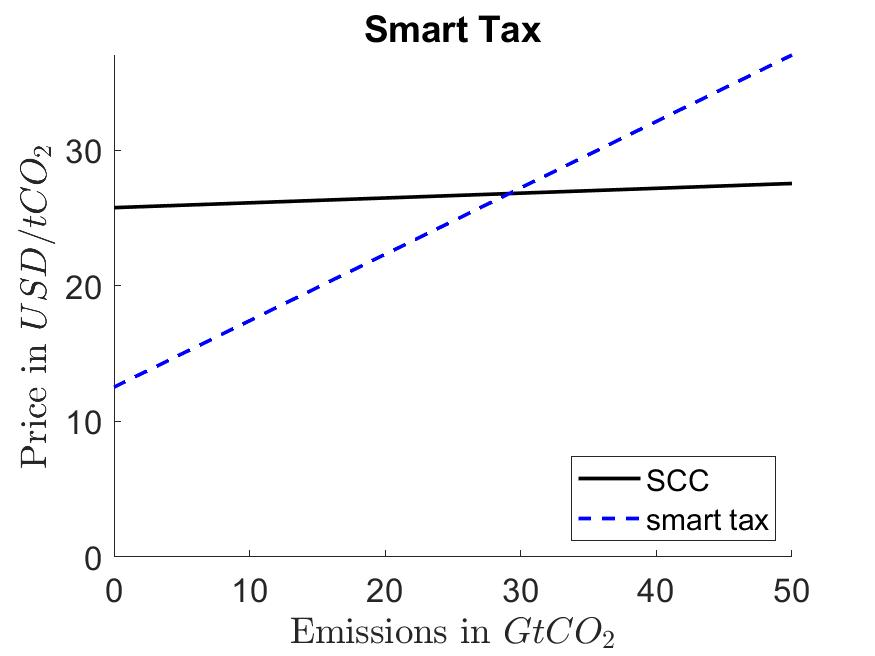 Smart Tax
Price in USD/tCO₂
30
20
10
0
0 10 20 30 40 50
Emissions in GtCO₂
SCC
smart tax